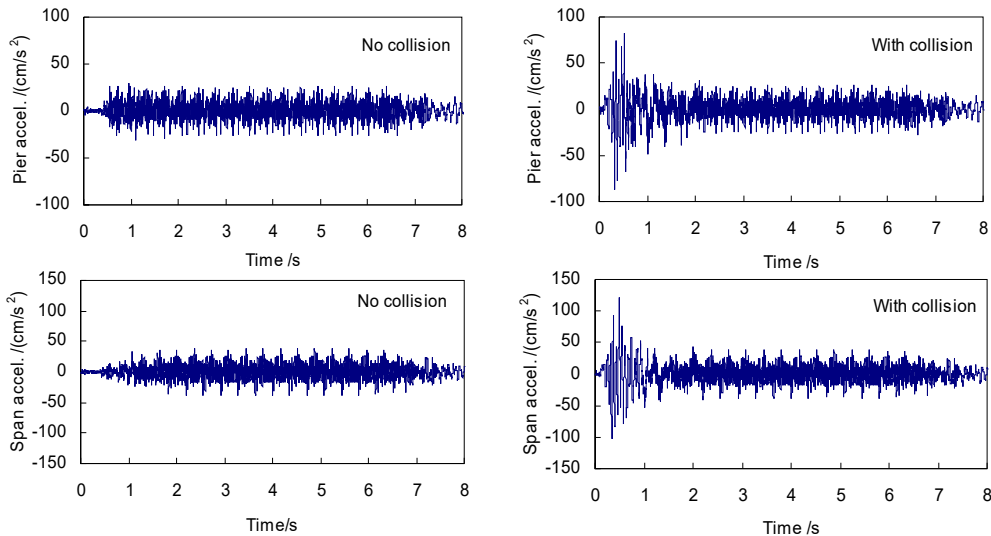 Pier accel. /(cm/s²)
100
50
0
-50
-100
No collision
0 1 2 3 4 5 6 7 8
Time /s
Pier accel. /(cm/s²)
100
50
0
-50
-100
With collision
0 1 2 3 4 5 6 7 8
Time /s
Span accel. /(cm/s²)
150
100
50
0
-50
-100
-150
No collision
0 1 2 3 4 5 6 7 8
Time/s
Span accel. /(cm/s²)
150
100
50
0
-50
-100
-150
With collision
0 1 2 3 4 5 6 7 8
Time /s